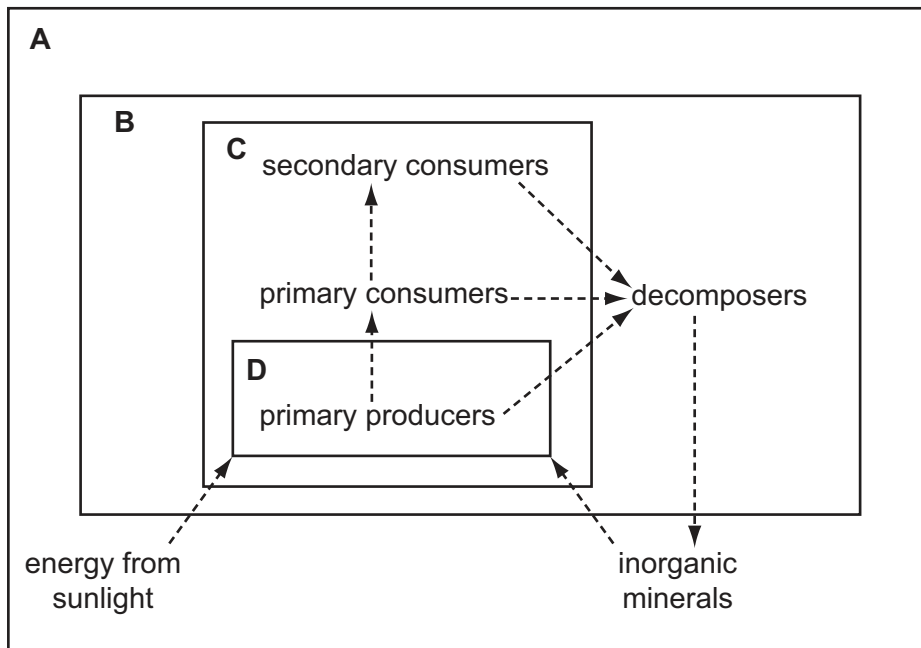 A
B
C
secondary consumers
primary consumers
decomposers
D
primary producers
energy from
sunlight
inorganic
minerals